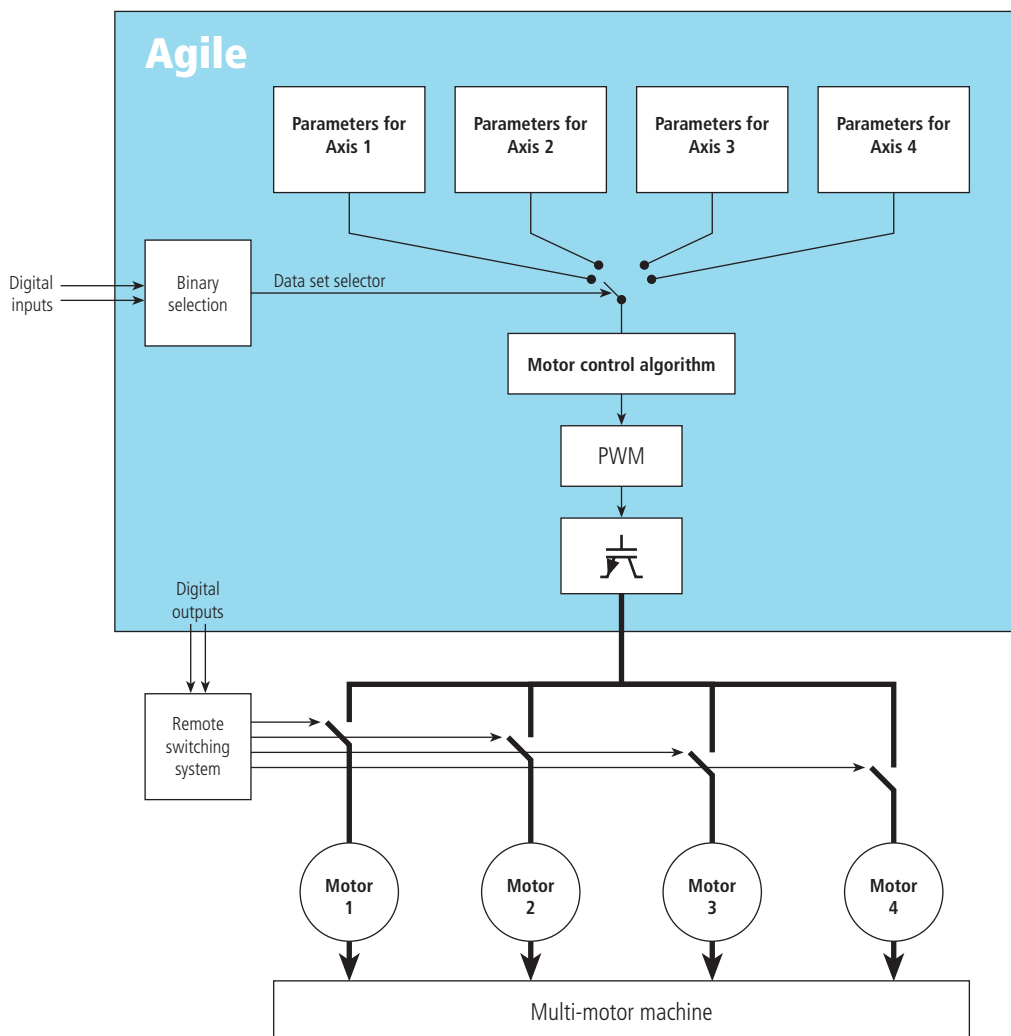 Agile
Parameters for
Axis 1
Parameters for
Axis 2
Parameters for
Axis 3
Parameters for
Axis 4
Digital
inputs
Binary
selection
Data set selector
Motor control algorithm
PWM
Digital
outputs
Remote
switching
system
Motor
1
Motor
2
Motor
3
Motor
4
Multi-motor machine